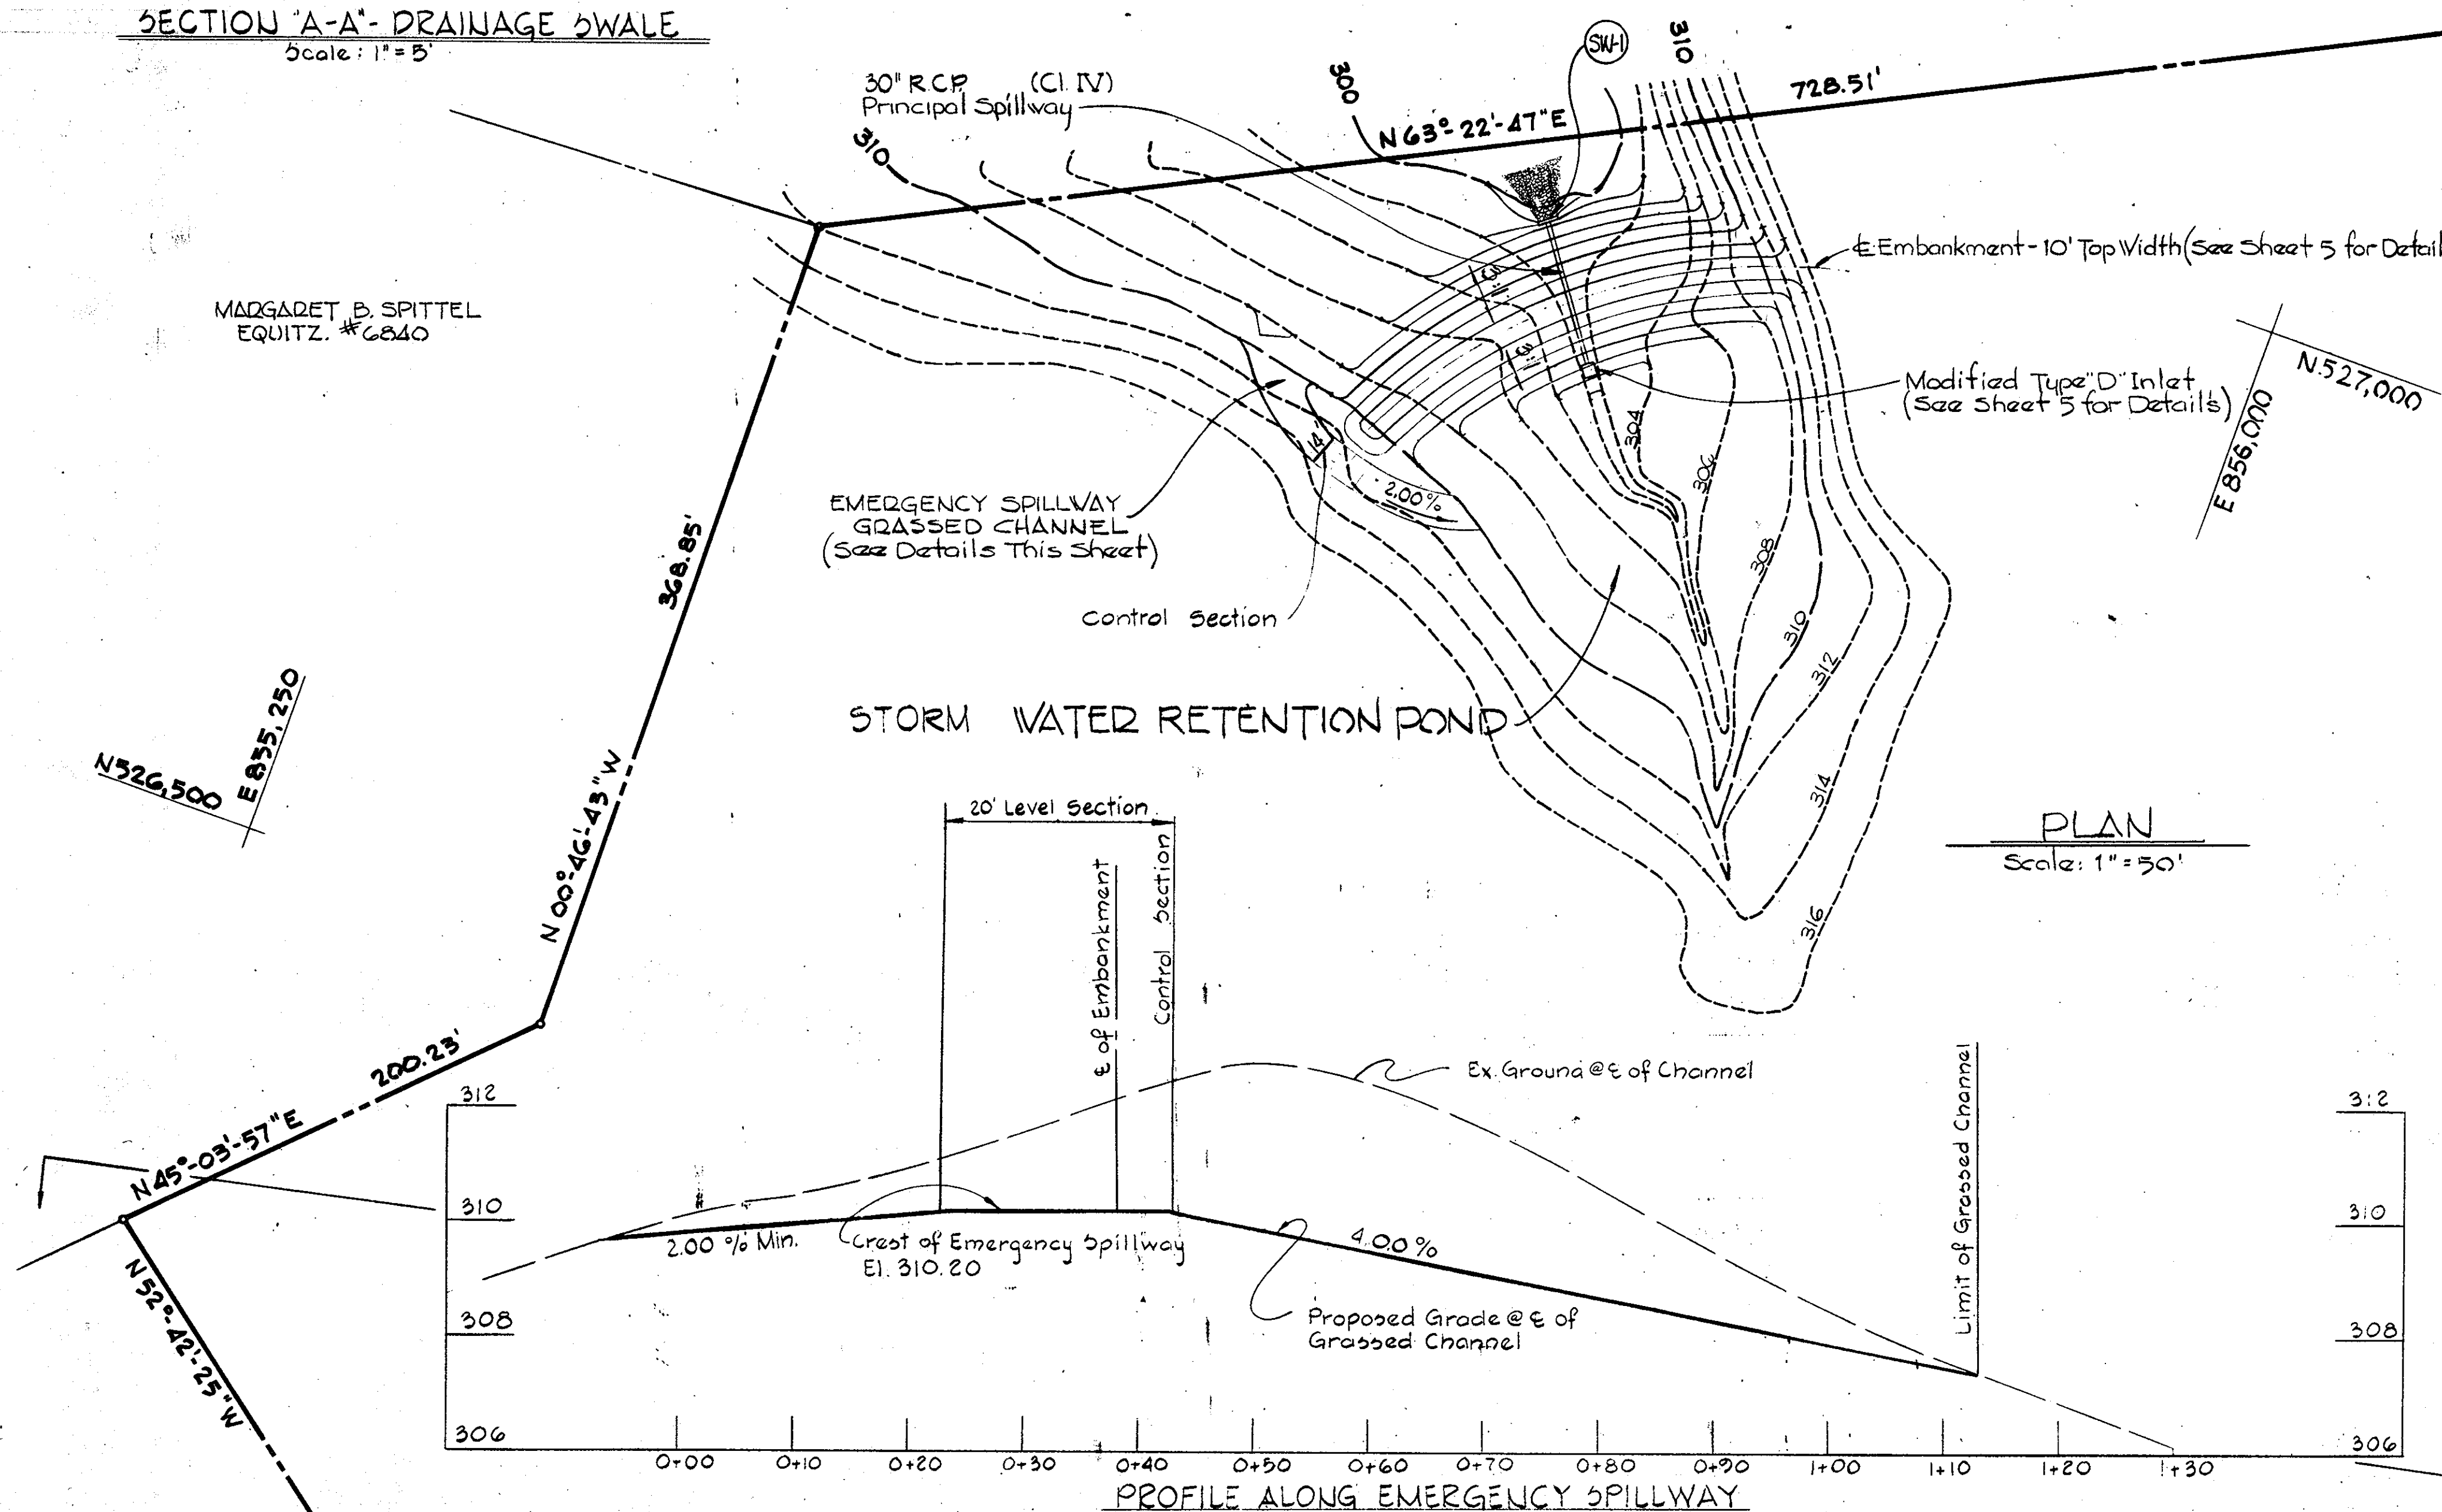 SECTION "A-A" - DRAINAGE SWALE
Scale: 1" = 5'
30" R.C.P. (Cl. IV)
Principal Spillway
SW-1
310
300
310
N 63°-22'-47" E
728.51'
℄ Embankment - 10' Top Width (See Sheet 5 for Detail
MARGARET B. SPITTEL
EQUITZ. #6840
3:1
3:1
Modified Type "D" Inlet
(See Sheet 5 for Details)
N 527,000
E 856,000
14'
2.00%
304
306
308
310
312
314
316
EMERGENCY SPILLWAY
GRASSED CHANNEL
(See Details This Sheet)
Control Section
368.85'
N 00°-46'-43" W
STORM WATER RETENTION POND
N 526,500
E 855,250
PLAN
Scale: 1" = 50'
20' Level Section
℄ of Embankment
Control Section
200.23'
N 45°-03'-57" E
N 52°-42'-25" W
Ex. Ground @ ℄ of Channel
Limit of Grassed Channel
312
310
308
306
312
310
308
306
2.00 % Min.
Crest of Emergency Spillway
El. 310.20
4.00%
Proposed Grade @ ℄ of
Grassed Channel
0+00 0+10 0+20 0+30 0+40 0+50 0+60 0+70 0+80 0+90 1+00 1+10 1+20 1+30
PROFILE ALONG EMERGENCY SPILLWAY